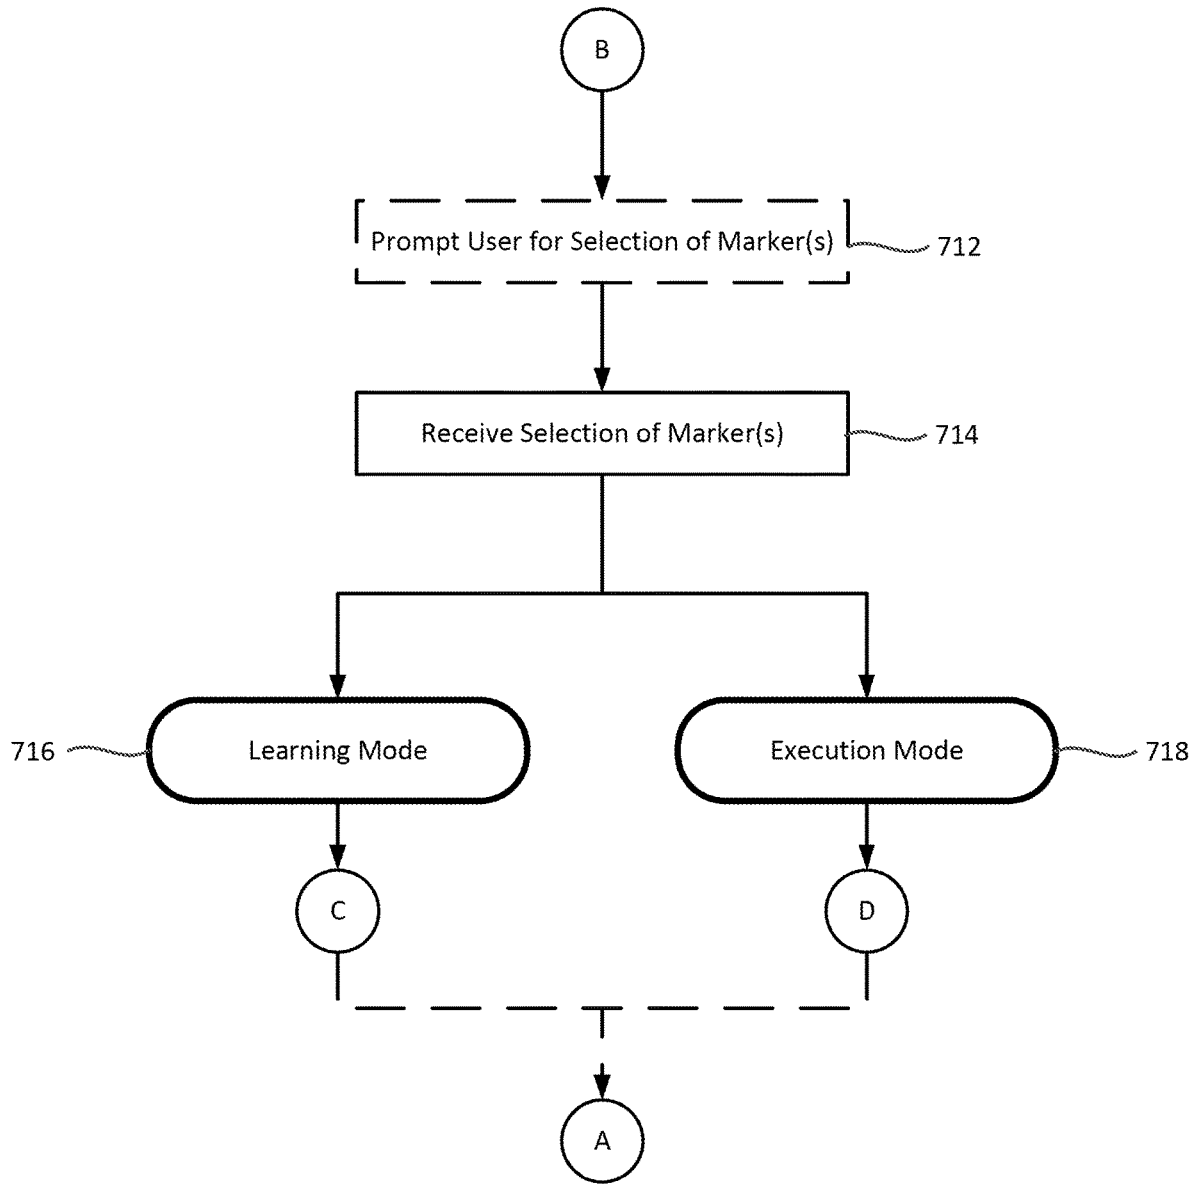 B
Prompt User for Selection of Marker(s)
712
Receive Selection of Marker(s)
714
716
Learning Mode
Execution Mode
718
C
D
A